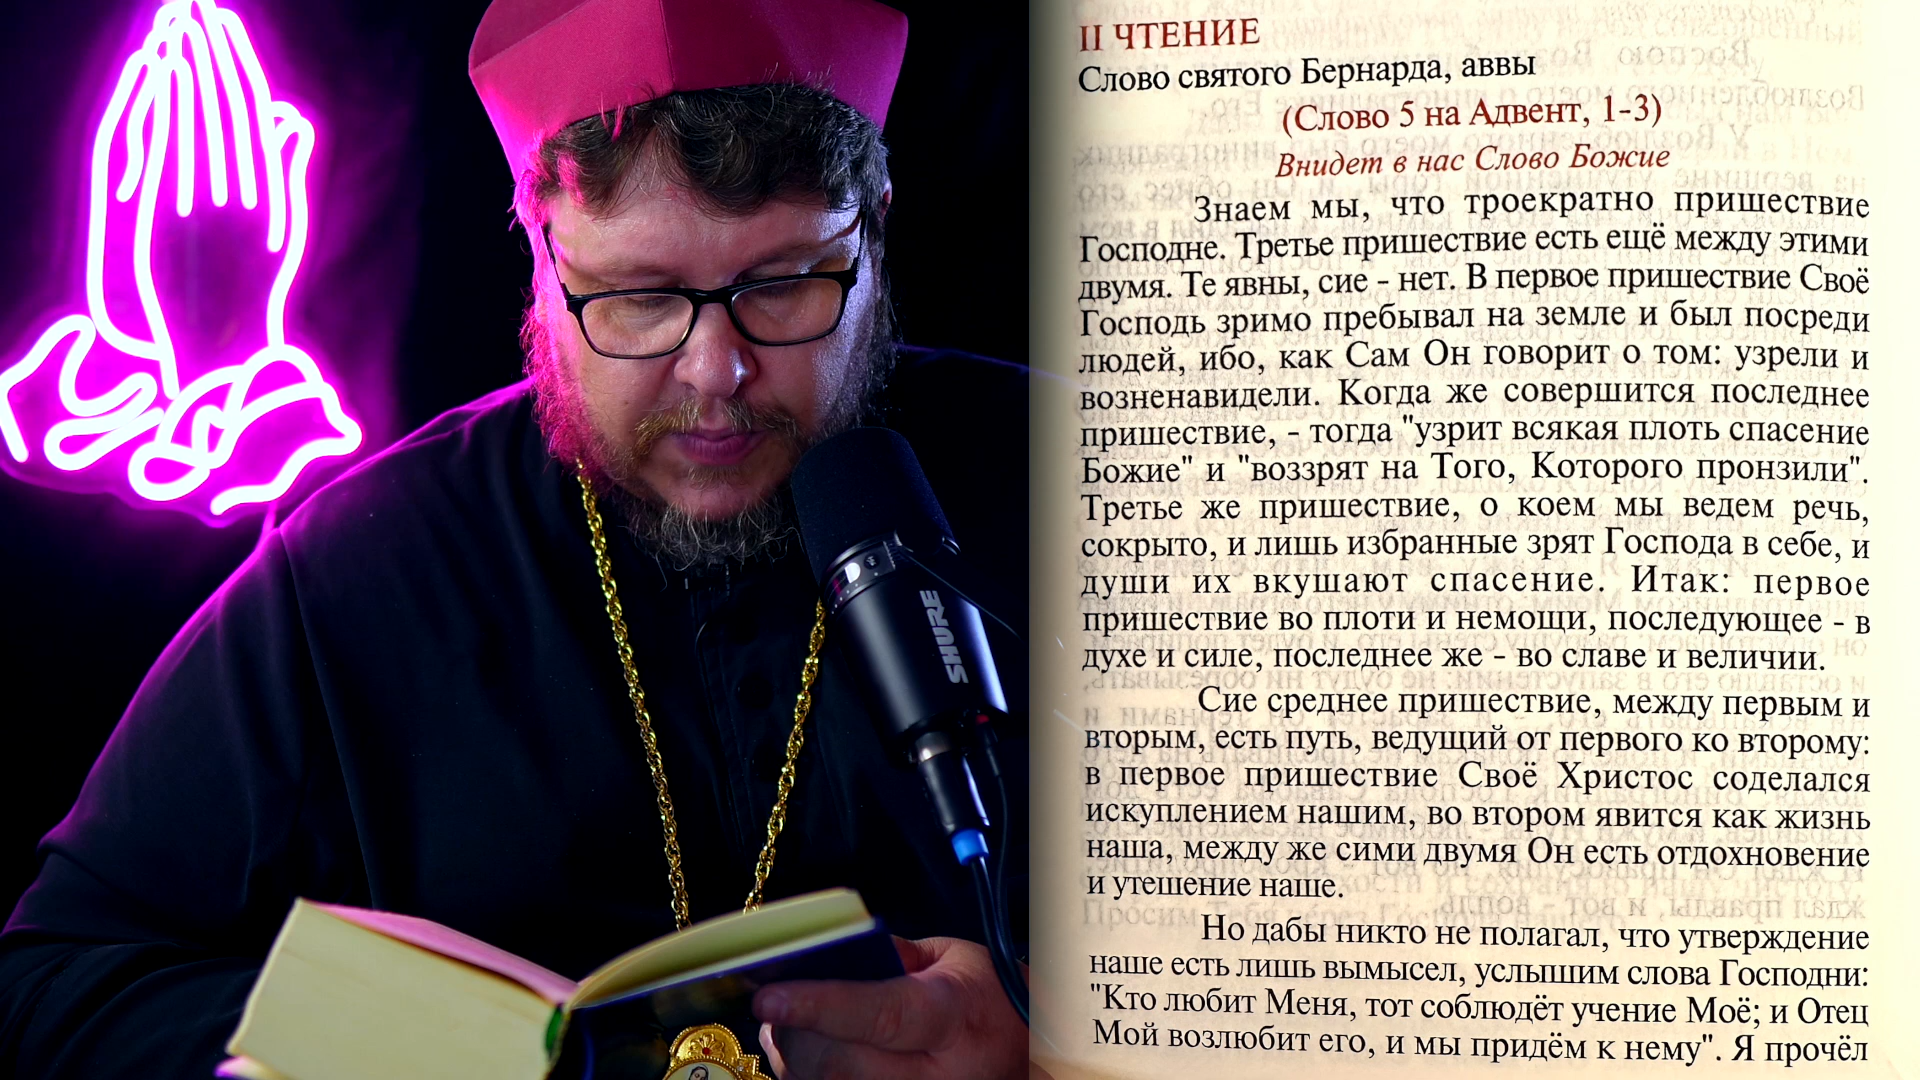 II ЧТЕНИЕ
Слово святого Бернарда, аввы
(Слово 5 на Адвент, 1-3)
Внидет в нас Слово Божие
Знаем мы, что троекратно пришествие
Господне. Третье пришествие есть ещё между этими
двумя. Те явны, сие - нет. В первое пришествие Своё
Господь зримо пребывал на земле и был посреди
людей, ибо, как Сам Он говорит о том: узрели и
возненавидели. Когда же совершится последнее
пришествие, - тогда "узрит всякая плоть спасение
Божие" и "воззрят на Того, Которого пронзили".
Третье же пришествие, о коем мы ведем речь,
сокрыто, и лишь избранные зрят Господа в себе, и
души их вкушают спасение. Итак: первое
пришествие во плоти и немощи, последующее - в
духе и силе, последнее же - во славе и величии.
Сие среднее пришествие, между первым и
вторым, есть путь, ведущий от первого ко второму:
в первое пришествие Своё Христос соделался
искуплением нашим, во втором явится как жизнь
наша, между же сими двумя Он есть отдохновение
и утешение наше.
Но дабы никто не полагал, что утверждение
наше есть лишь вымысел, услышим слова Господни:
"Кто любит Меня, тот соблюдёт учение Моё; и Отец
Мой возлюбит его, и мы придём к нему". Я прочёл
SHURE